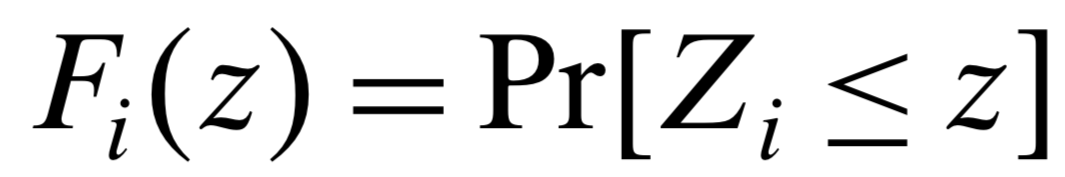 F_i(z) = Pr[Z_i ≤ z]